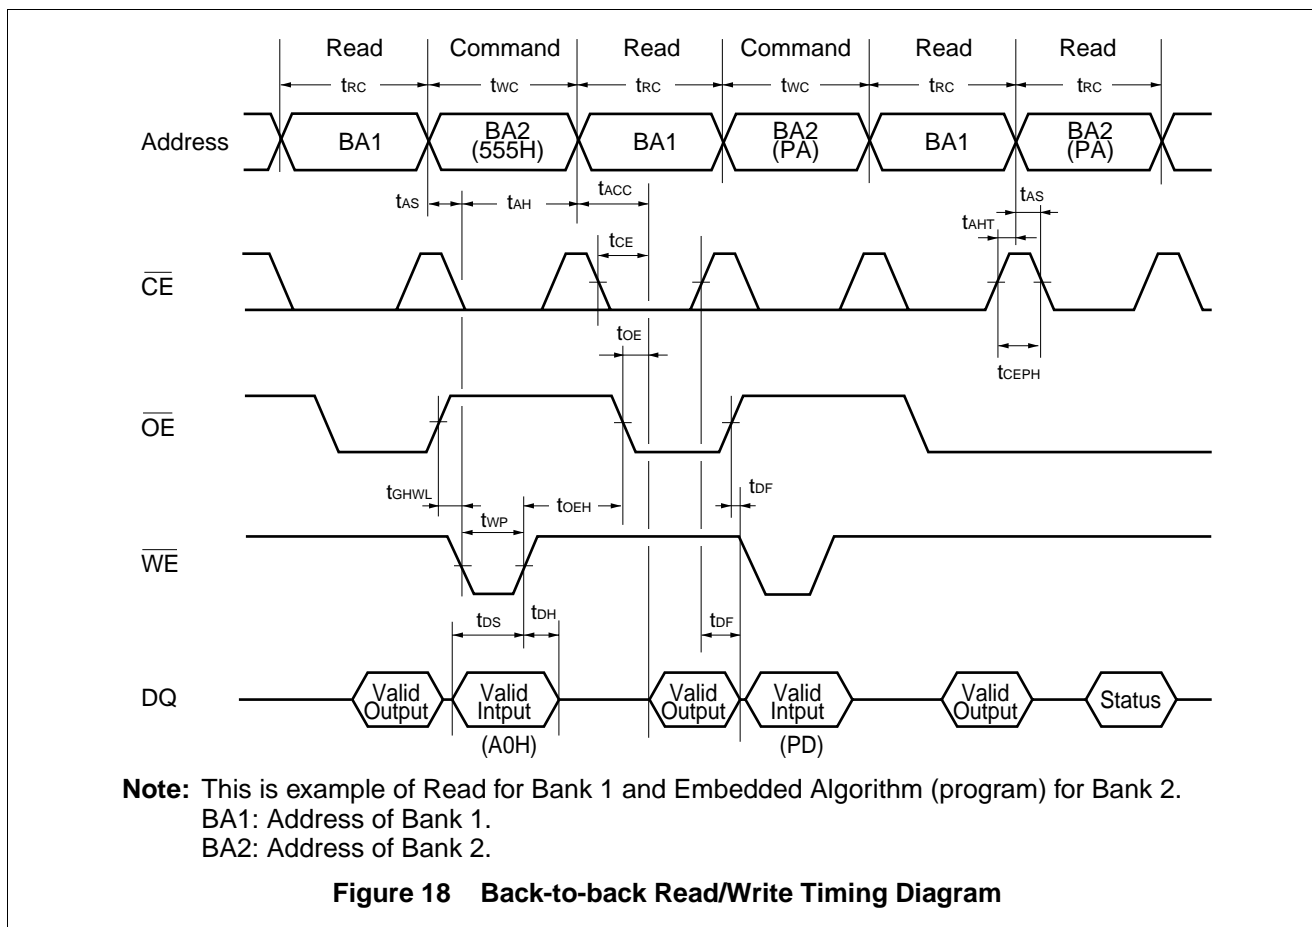 Read Command Read Command Read Read
tRC tWC tRC tWC tRC tRC
Address BA1 BA2 (555H) BA1 BA2 (PA) BA1 BA2 (PA)
tAS tAH tACC tAS
tAHT
tCE
CE
tOE
tCEPH
OE
tGHWL tOEH tDF
tWP
WE
tDS tDH tDF
DQ Valid Output Valid Intput Valid Output Valid Intput Valid Output Status
(A0H) (PD)
Note: This is example of Read for Bank 1 and Embedded Algorithm (program) for Bank 2.
BA1: Address of Bank 1.
BA2: Address of Bank 2.
Figure 18 Back-to-back Read/Write Timing Diagram